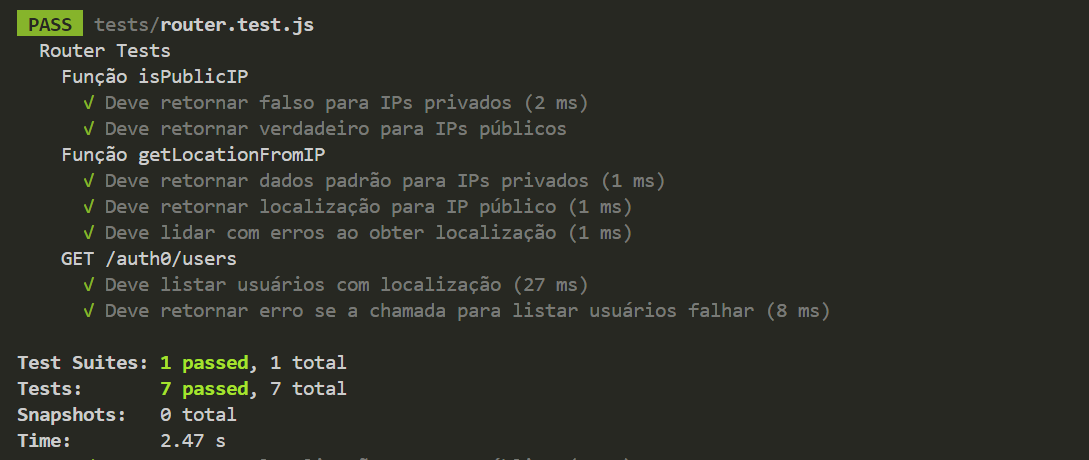 PASS tests/router.test.js
Router Tests
Função isPublicIP
√ Deve retornar falso para IPs privados (2 ms)
√ Deve retornar verdadeiro para IPs públicos
Função getLocationFromIP
√ Deve retornar dados padrão para IPs privados (1 ms)
√ Deve retornar localização para IP público (1 ms)
√ Deve lidar com erros ao obter localização (1 ms)
GET /auth0/users
√ Deve listar usuários com localização (27 ms)
√ Deve retornar erro se a chamada para listar usuários falhar (8 ms)
Test Suites: 1 passed, 1 total
Tests: 7 passed, 7 total
Snapshots: 0 total
Time: 2.47 s